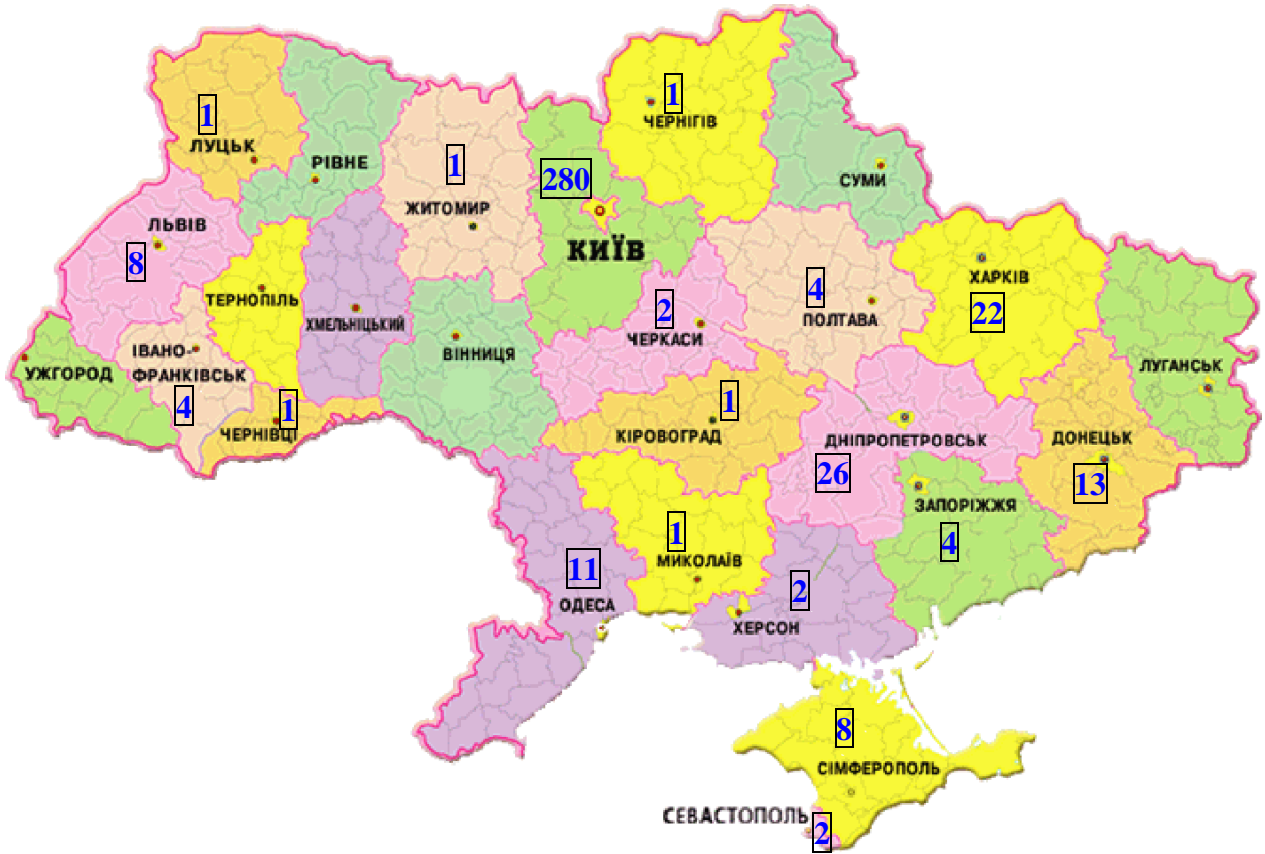 1
ЛУЦЬК
РІВНЕ
1
ЖИТОМИР
280
КИЇВ
1
ЧЕРНІГІВ
СУМИ
ЛЬВІВ
8
ТЕРНОПІЛЬ
ХМЕЛЬНІЦЬКИЙ
ВІННИЦЯ
2
ЧЕРКАСИ
4
ПОЛТАВА
ХАРКІВ
22
ЛУГАНСЬК
УЖГОРОД
ІВАНО-
ФРАНКІВСЬК
4
1
ЧЕРНІВЦІ
1
КІРОВОГРАД
ДНІПРОПЕТРОВСЬК
26
ДОНЕЦЬК
13
ЗАПОРІЖЖЯ
4
1
МИКОЛАЇВ
11
ОДЕСА
2
ХЕРСОН
8
СІМФЕРОПОЛЬ
СЕВАСТОПОЛЬ
2